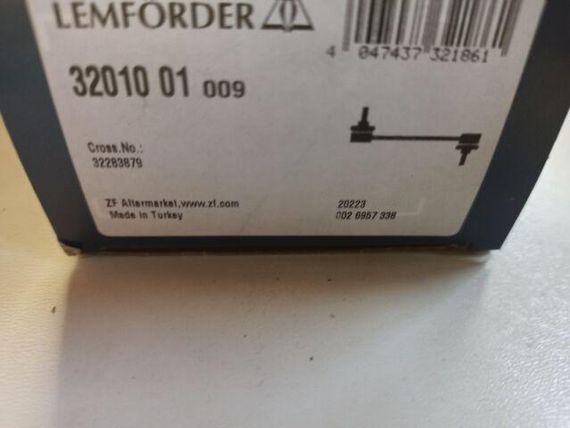 LEMFÖRDER
4 047437 321861
32010 01 009
Cross.No.:
32283879
ZF Aftermarket,www.zf.com
Made in Turkey
20223
002 6957 338